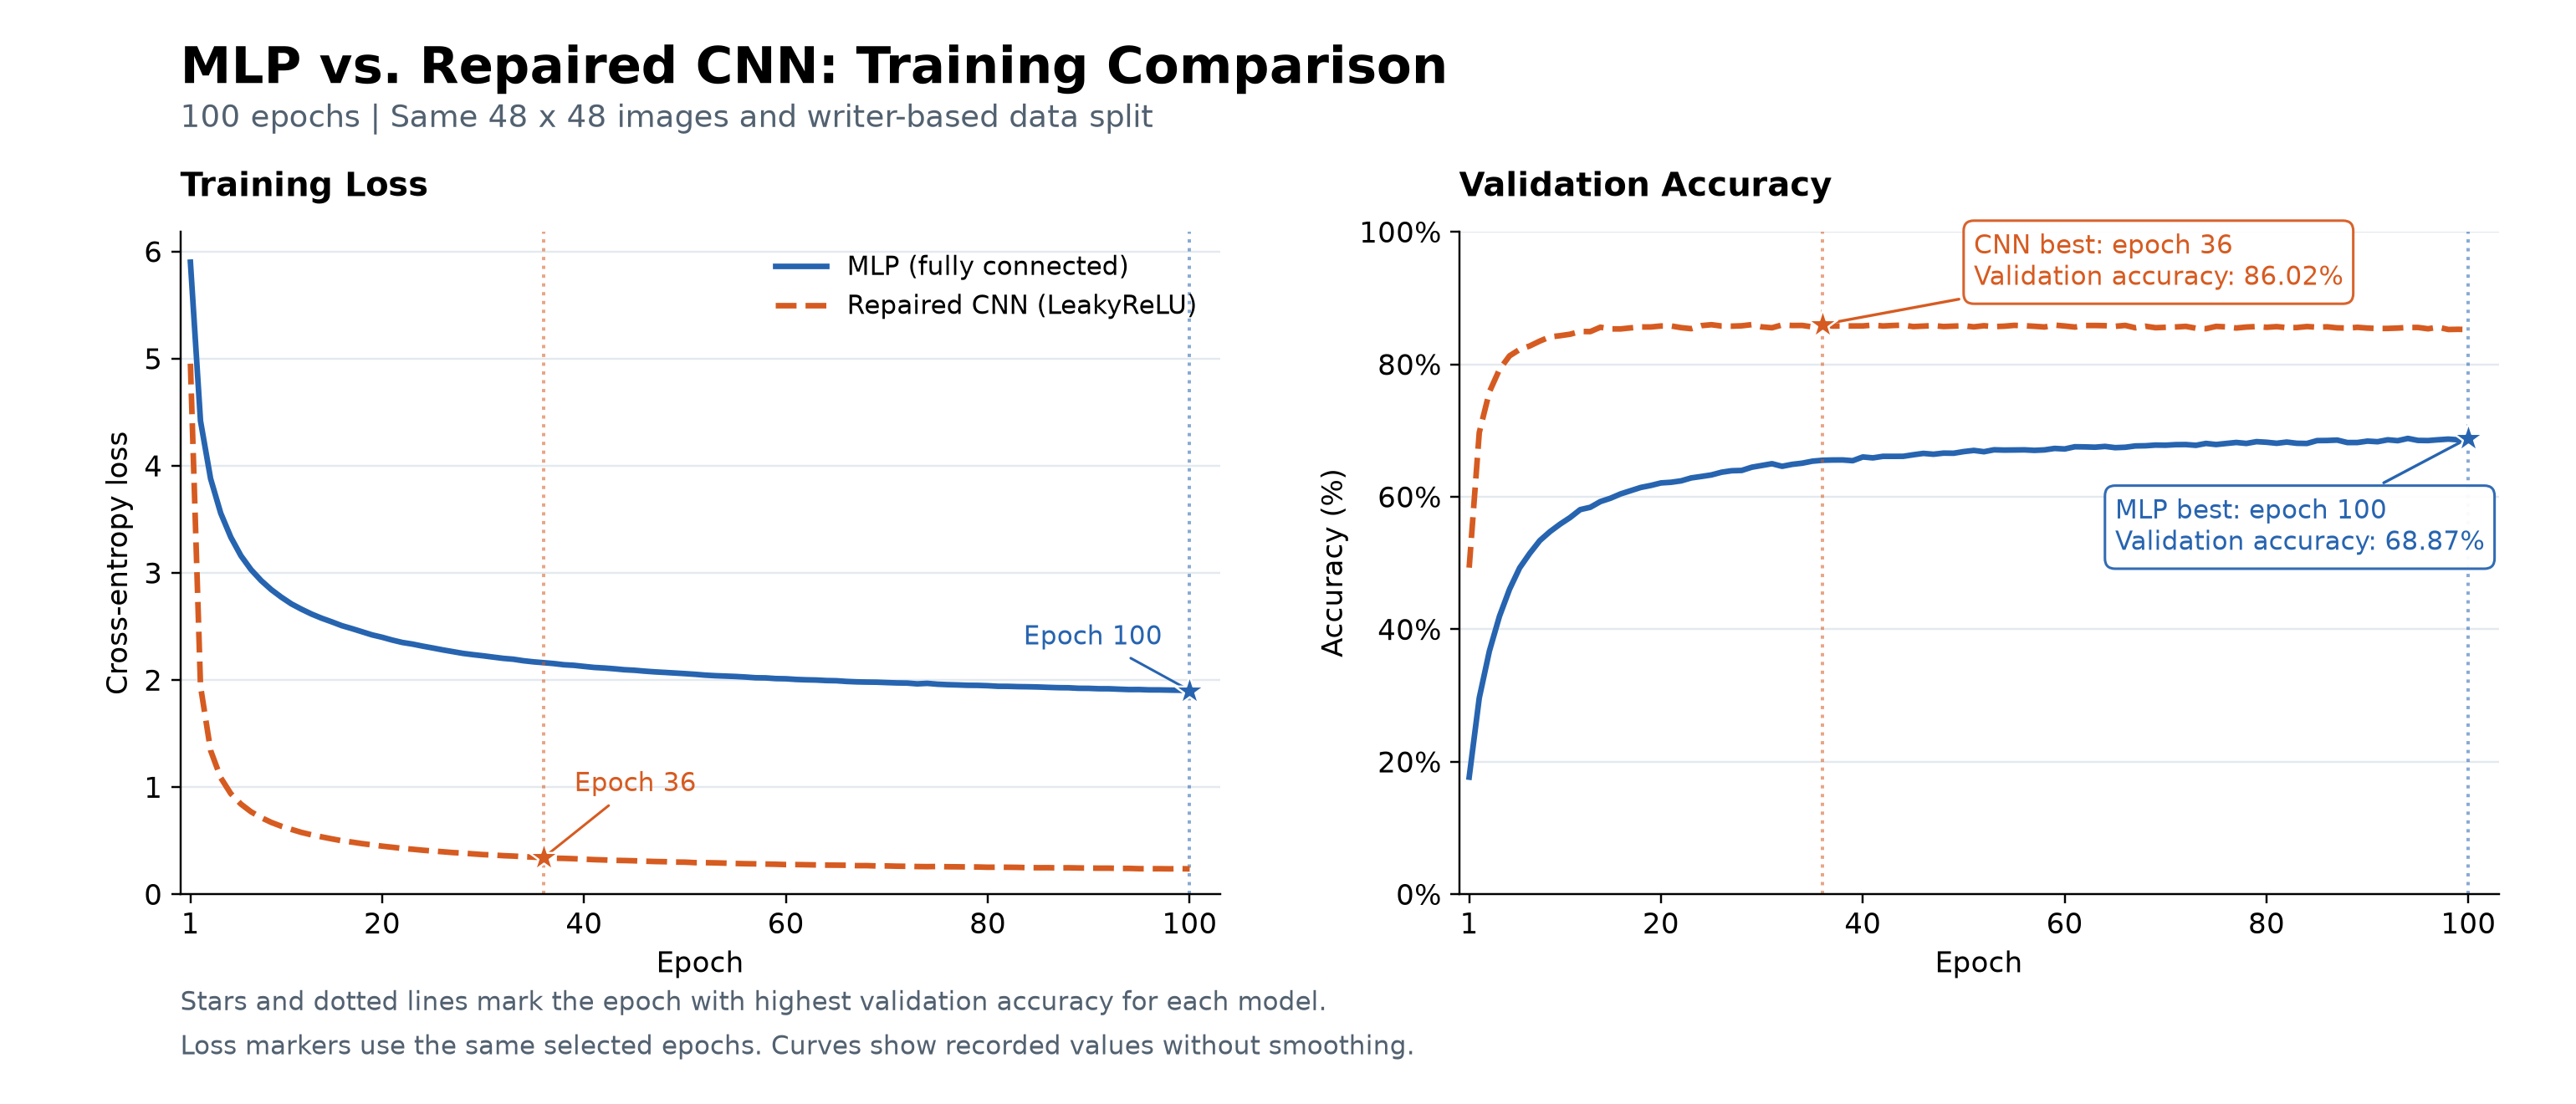 MLP vs. Repaired CNN: Training Comparison
100 epochs | Same 48 x 48 images and writer-based data split
Training Loss
6
5
4
3
2
1
0
Cross-entropy loss
MLP (fully connected)
Repaired CNN (LeakyReLU)
Epoch 100
Epoch 36
1 20 40 60 80 100
Epoch
Validation Accuracy
100%
80%
60%
40%
20%
0%
Accuracy (%)
CNN best: epoch 36
Validation accuracy: 86.02%
MLP best: epoch 100
Validation accuracy: 68.87%
1 20 40 60 80 100
Epoch
Stars and dotted lines mark the epoch with highest validation accuracy for each model.
Loss markers use the same selected epochs. Curves show recorded values without smoothing.